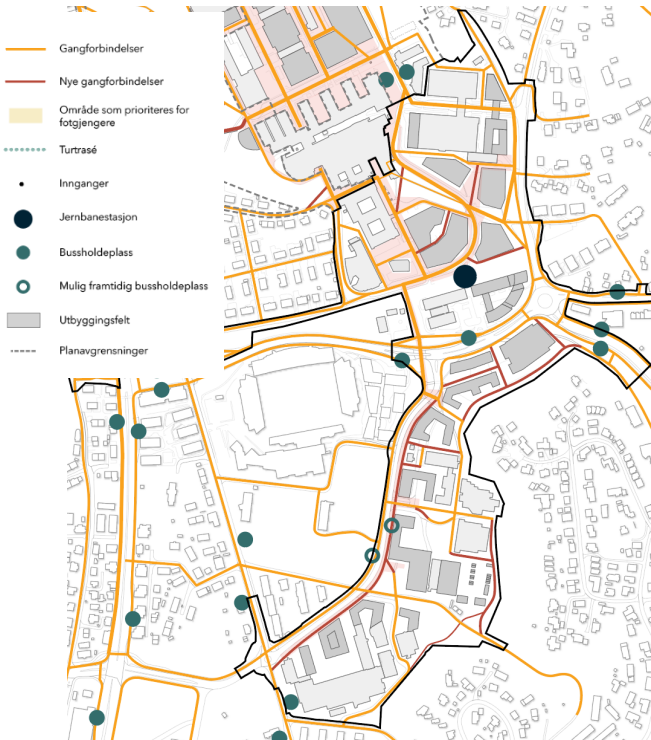 Gangforbindelser
Nye gangforbindelser
Område som prioriteres for
fotgjengere
Turtrasé
Innganger
Jernbanestasjon
Bussholdeplass
Mulig framtidig bussholdeplass
Utbyggingsfelt
Planavgrensninger